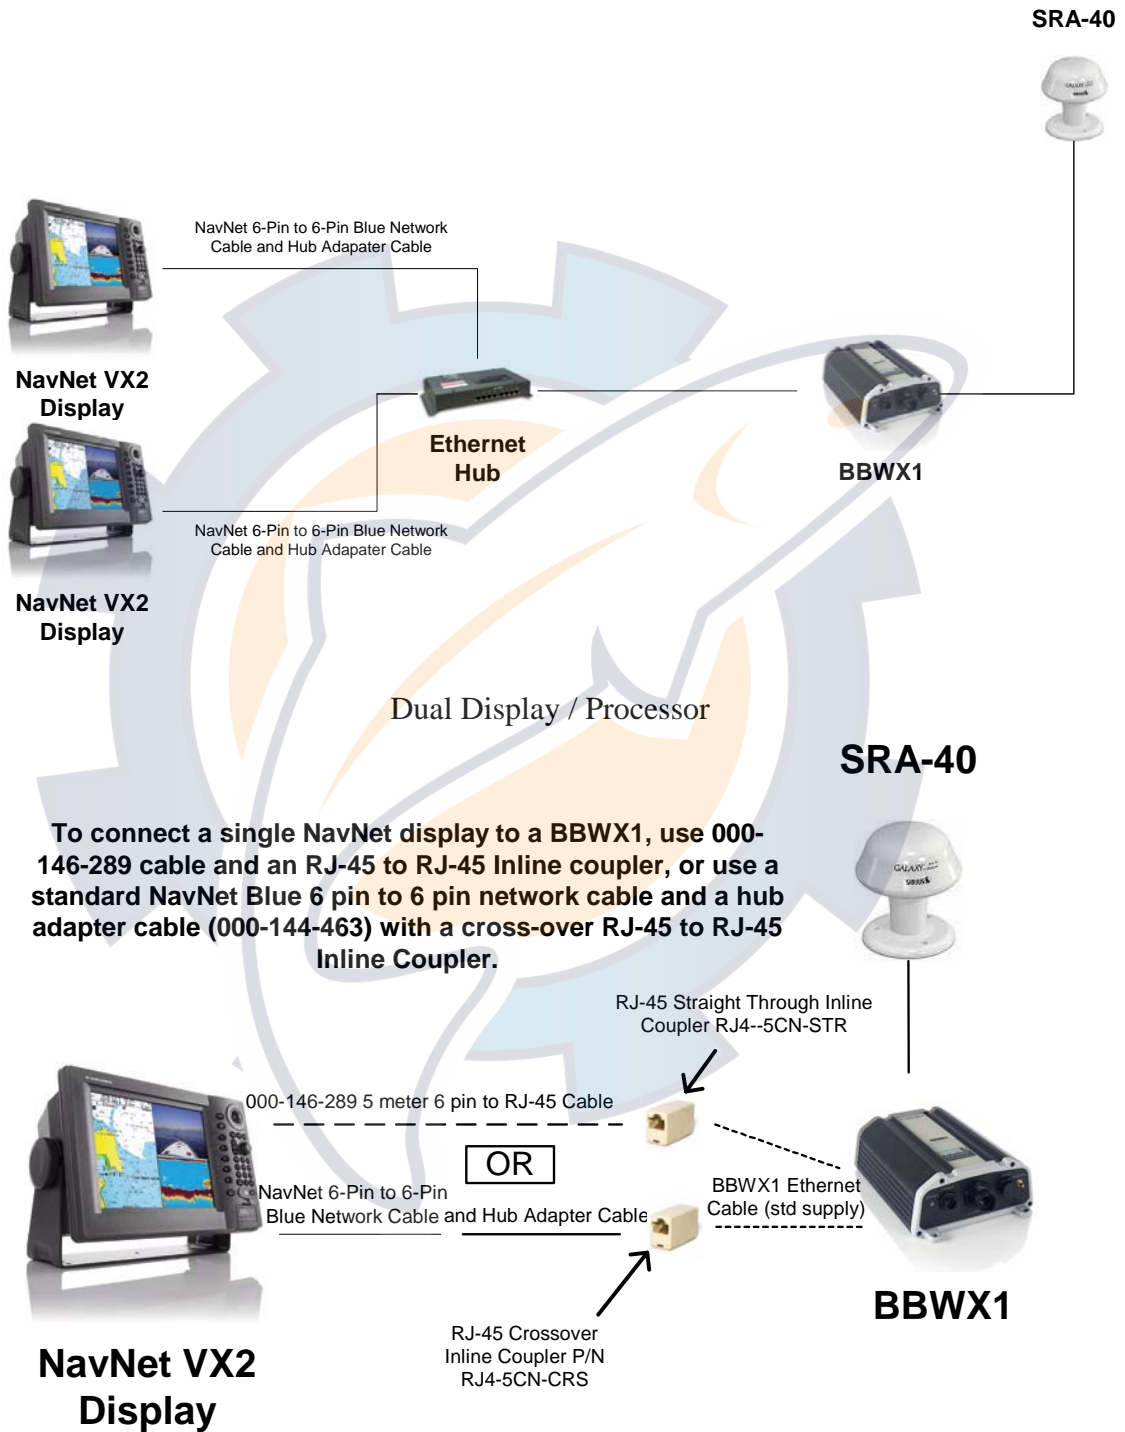 SRA-40
GALAXY
NavNet 6-Pin to 6-Pin Blue Network
Cable and Hub Adapater Cable
NavNet VX2
Display
Ethernet
Hub
BBWX1
NavNet 6-Pin to 6-Pin Blue Network
Cable and Hub Adapater Cable
NavNet VX2
Display
Dual Display / Processor
SRA-40
To connect a single NavNet display to a BBWX1, use 000-
146-289 cable and an RJ-45 to RJ-45 Inline coupler, or use a
standard NavNet Blue 6 pin to 6 pin network cable and a hub
adapter cable (000-144-463) with a cross-over RJ-45 to RJ-45
Inline Coupler.
GALAXY
SIRIUS
RJ-45 Straight Through Inline
Coupler RJ4--5CN-STR
000-146-289 5 meter 6 pin to RJ-45 Cable
OR
NavNet 6-Pin to 6-Pin
Blue Network Cable and Hub Adapter Cable
BBWX1 Ethernet
Cable (std supply)
BBWX1
RJ-45 Crossover
Inline Coupler P/N
RJ4-5CN-CRS
NavNet VX2
Display